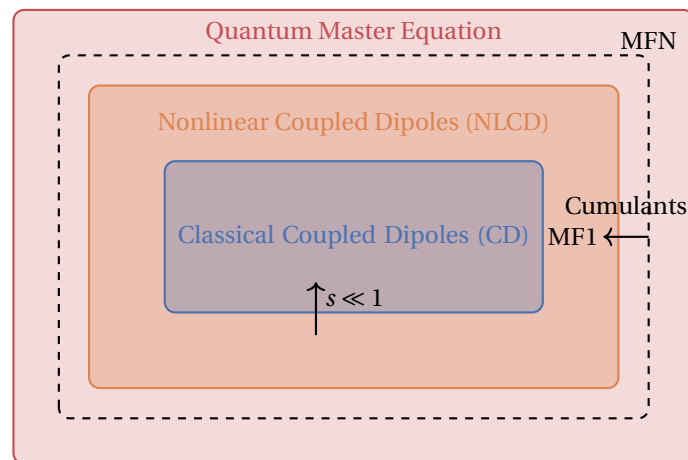 Quantum Master Equation
MFN
Nonlinear Coupled Dipoles (NLCD)
Cumulants
Classical Coupled Dipoles (CD)
MF1
s ≪ 1